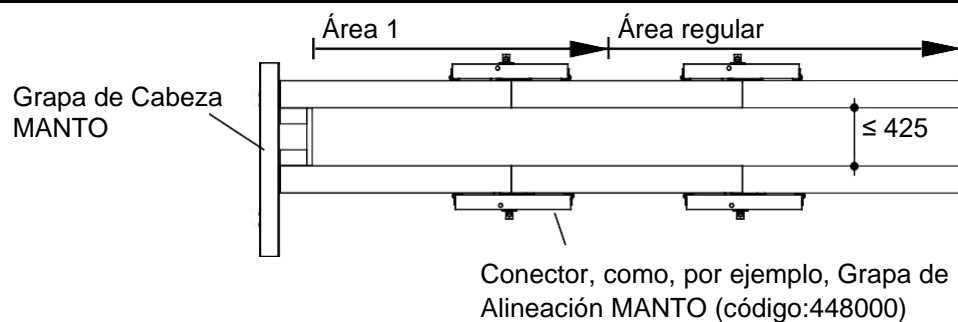 Área 1
Área regular
Grapa de Cabeza
MANTO
≤ 425
Conector, como, por ejemplo, Grapa de
Alineación MANTO (código:448000)